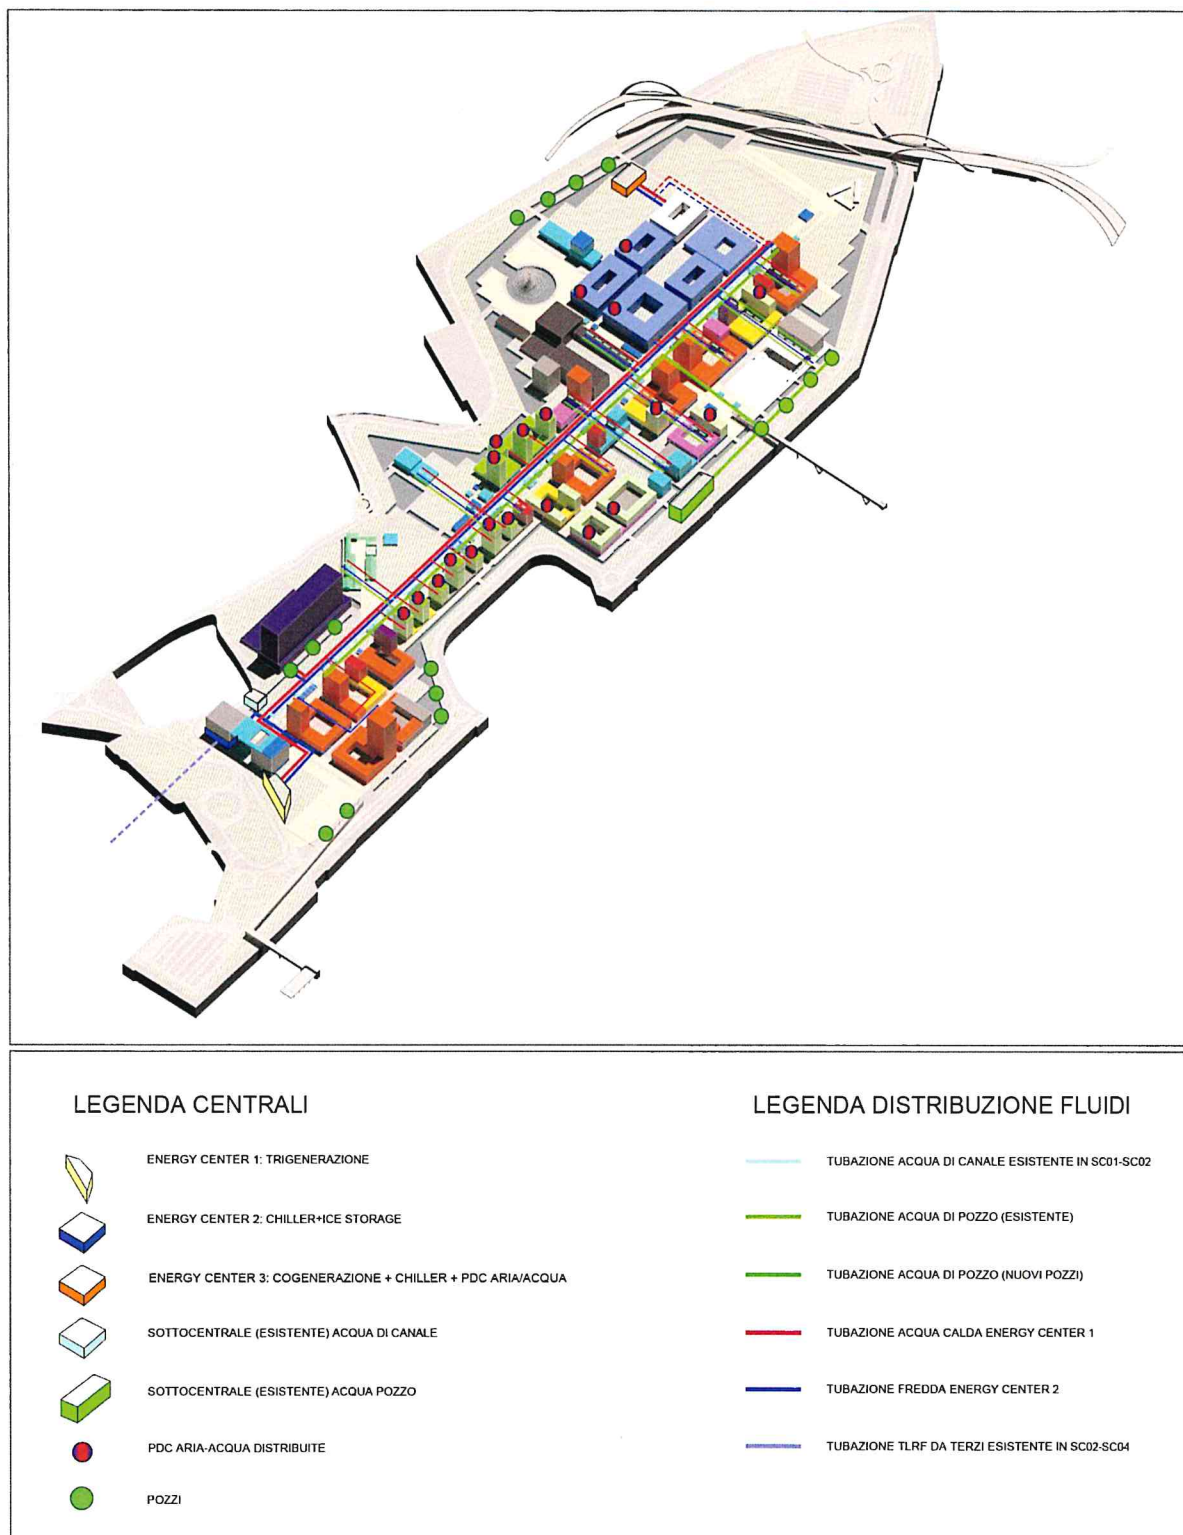 LEGENDA CENTRALI
ENERGY CENTER 1: TRIGENERAZIONE
ENERGY CENTER 2: CHILLER+ICE STORAGE
ENERGY CENTER 3: COGENERAZIONE + CHILLER + PDC ARIA/ACQUA
SOTTOCENTRALE (ESISTENTE) ACQUA DI CANALE
SOTTOCENTRALE (ESISTENTE) ACQUA POZZO
PDC ARIA-ACQUA DISTRIBUITE
POZZI
LEGENDA DISTRIBUZIONE FLUIDI
TUBAZIONE ACQUA DI CANALE ESISTENTE IN SC01-SC02
TUBAZIONE ACQUA DI POZZO (ESISTENTE)
TUBAZIONE ACQUA DI POZZO (NUOVI POZZI)
TUBAZIONE ACQUA CALDA ENERGY CENTER 1
TUBAZIONE FREDDA ENERGY CENTER 2
TUBAZIONE TLRF DA TERZI ESISTENTE IN SC02-SC04